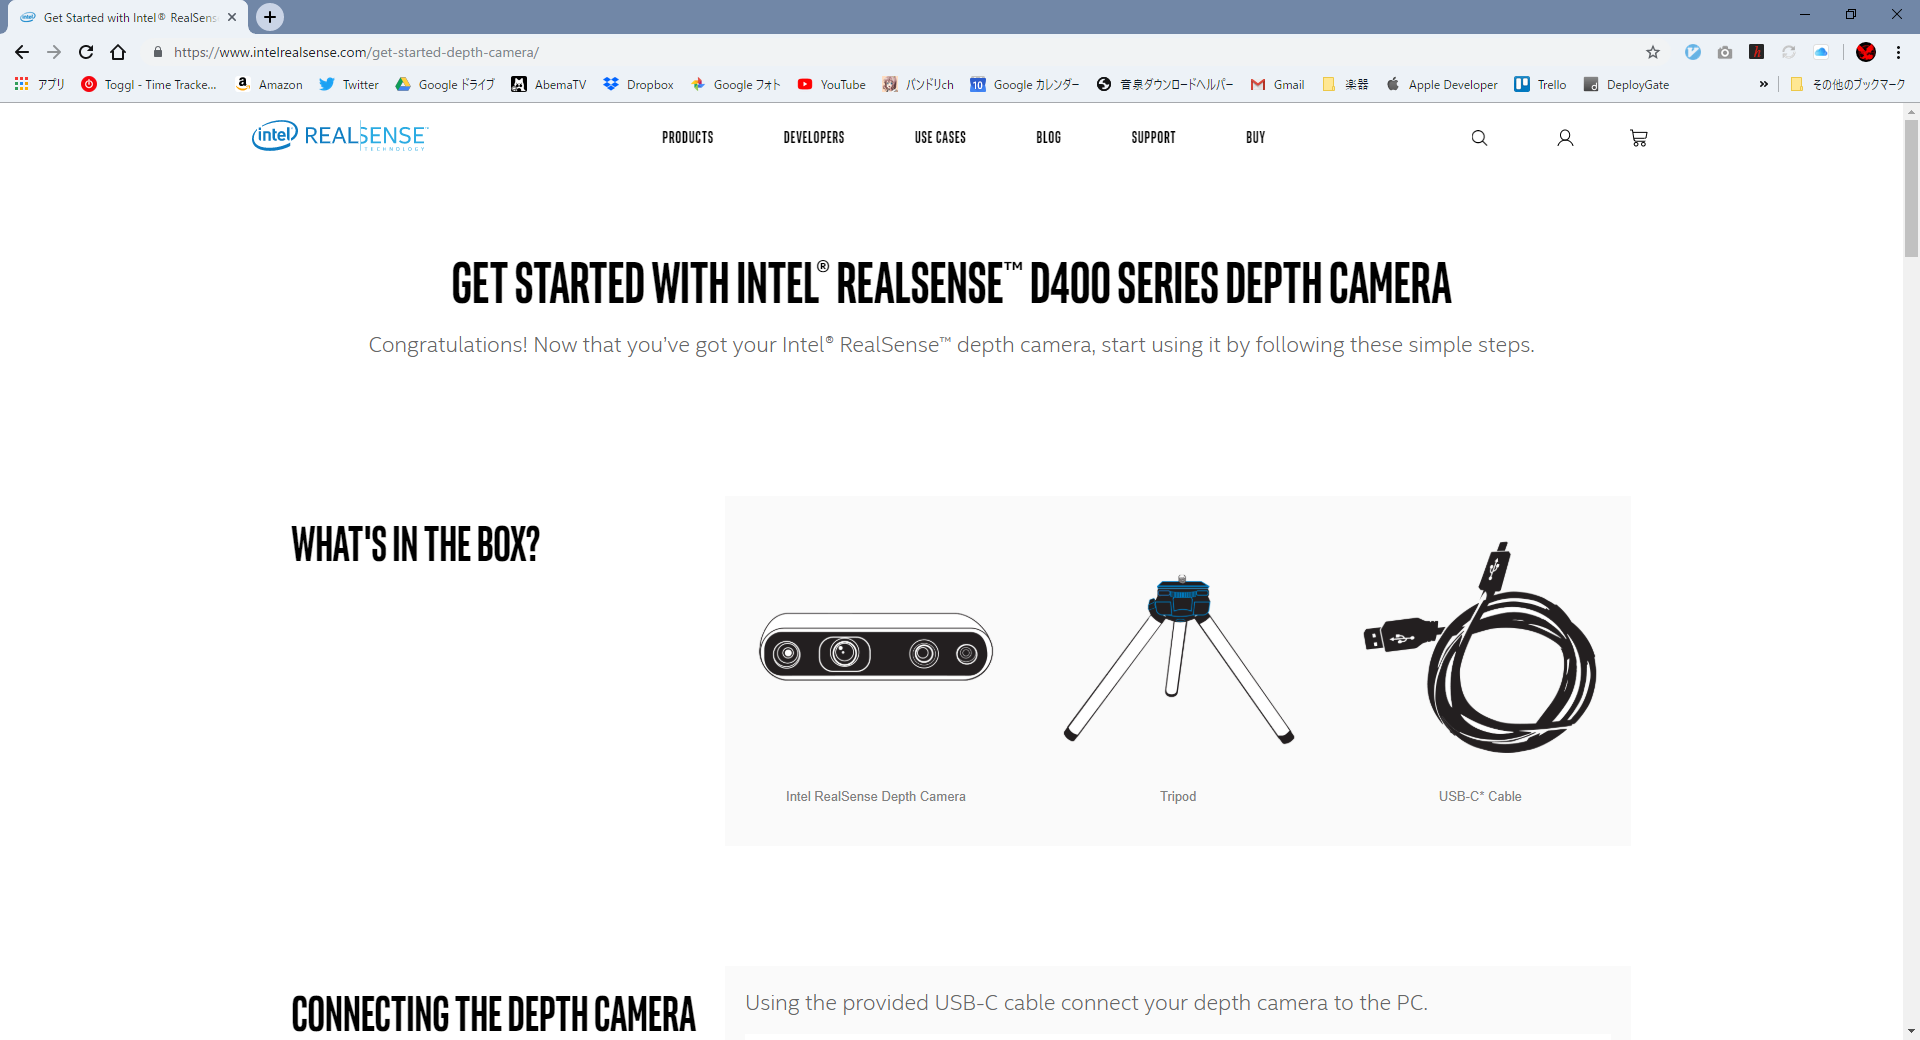 Get Started with Intel® RealSens
https://www.intelrealsense.com/get-started-depth-camera/
アプリ Toggl - Time Tracke... Amazon Twitter Google ドライブ AbemaTV Dropbox Google フォト YouTube バンドリch 10 Google カレンダー 音泉ダウンロードヘルパー Gmail 楽器 Apple Developer Trello DeployGate » その他のブックマーク
intel REALSENSE™ PRODUCTS DEVELOPERS USE CASES BLOG SUPPORT BUY
TECHNOLOGY
GET STARTED WITH INTEL® REALSENSE™ D400 SERIES DEPTH CAMERA
Congratulations! Now that you’ve got your Intel® RealSense™ depth camera, start using it by following these simple steps.
WHAT'S IN THE BOX?
Intel RealSense Depth Camera Tripod USB-C* Cable
CONNECTING THE DEPTH CAMERA
Using the provided USB-C cable connect your depth camera to the PC.